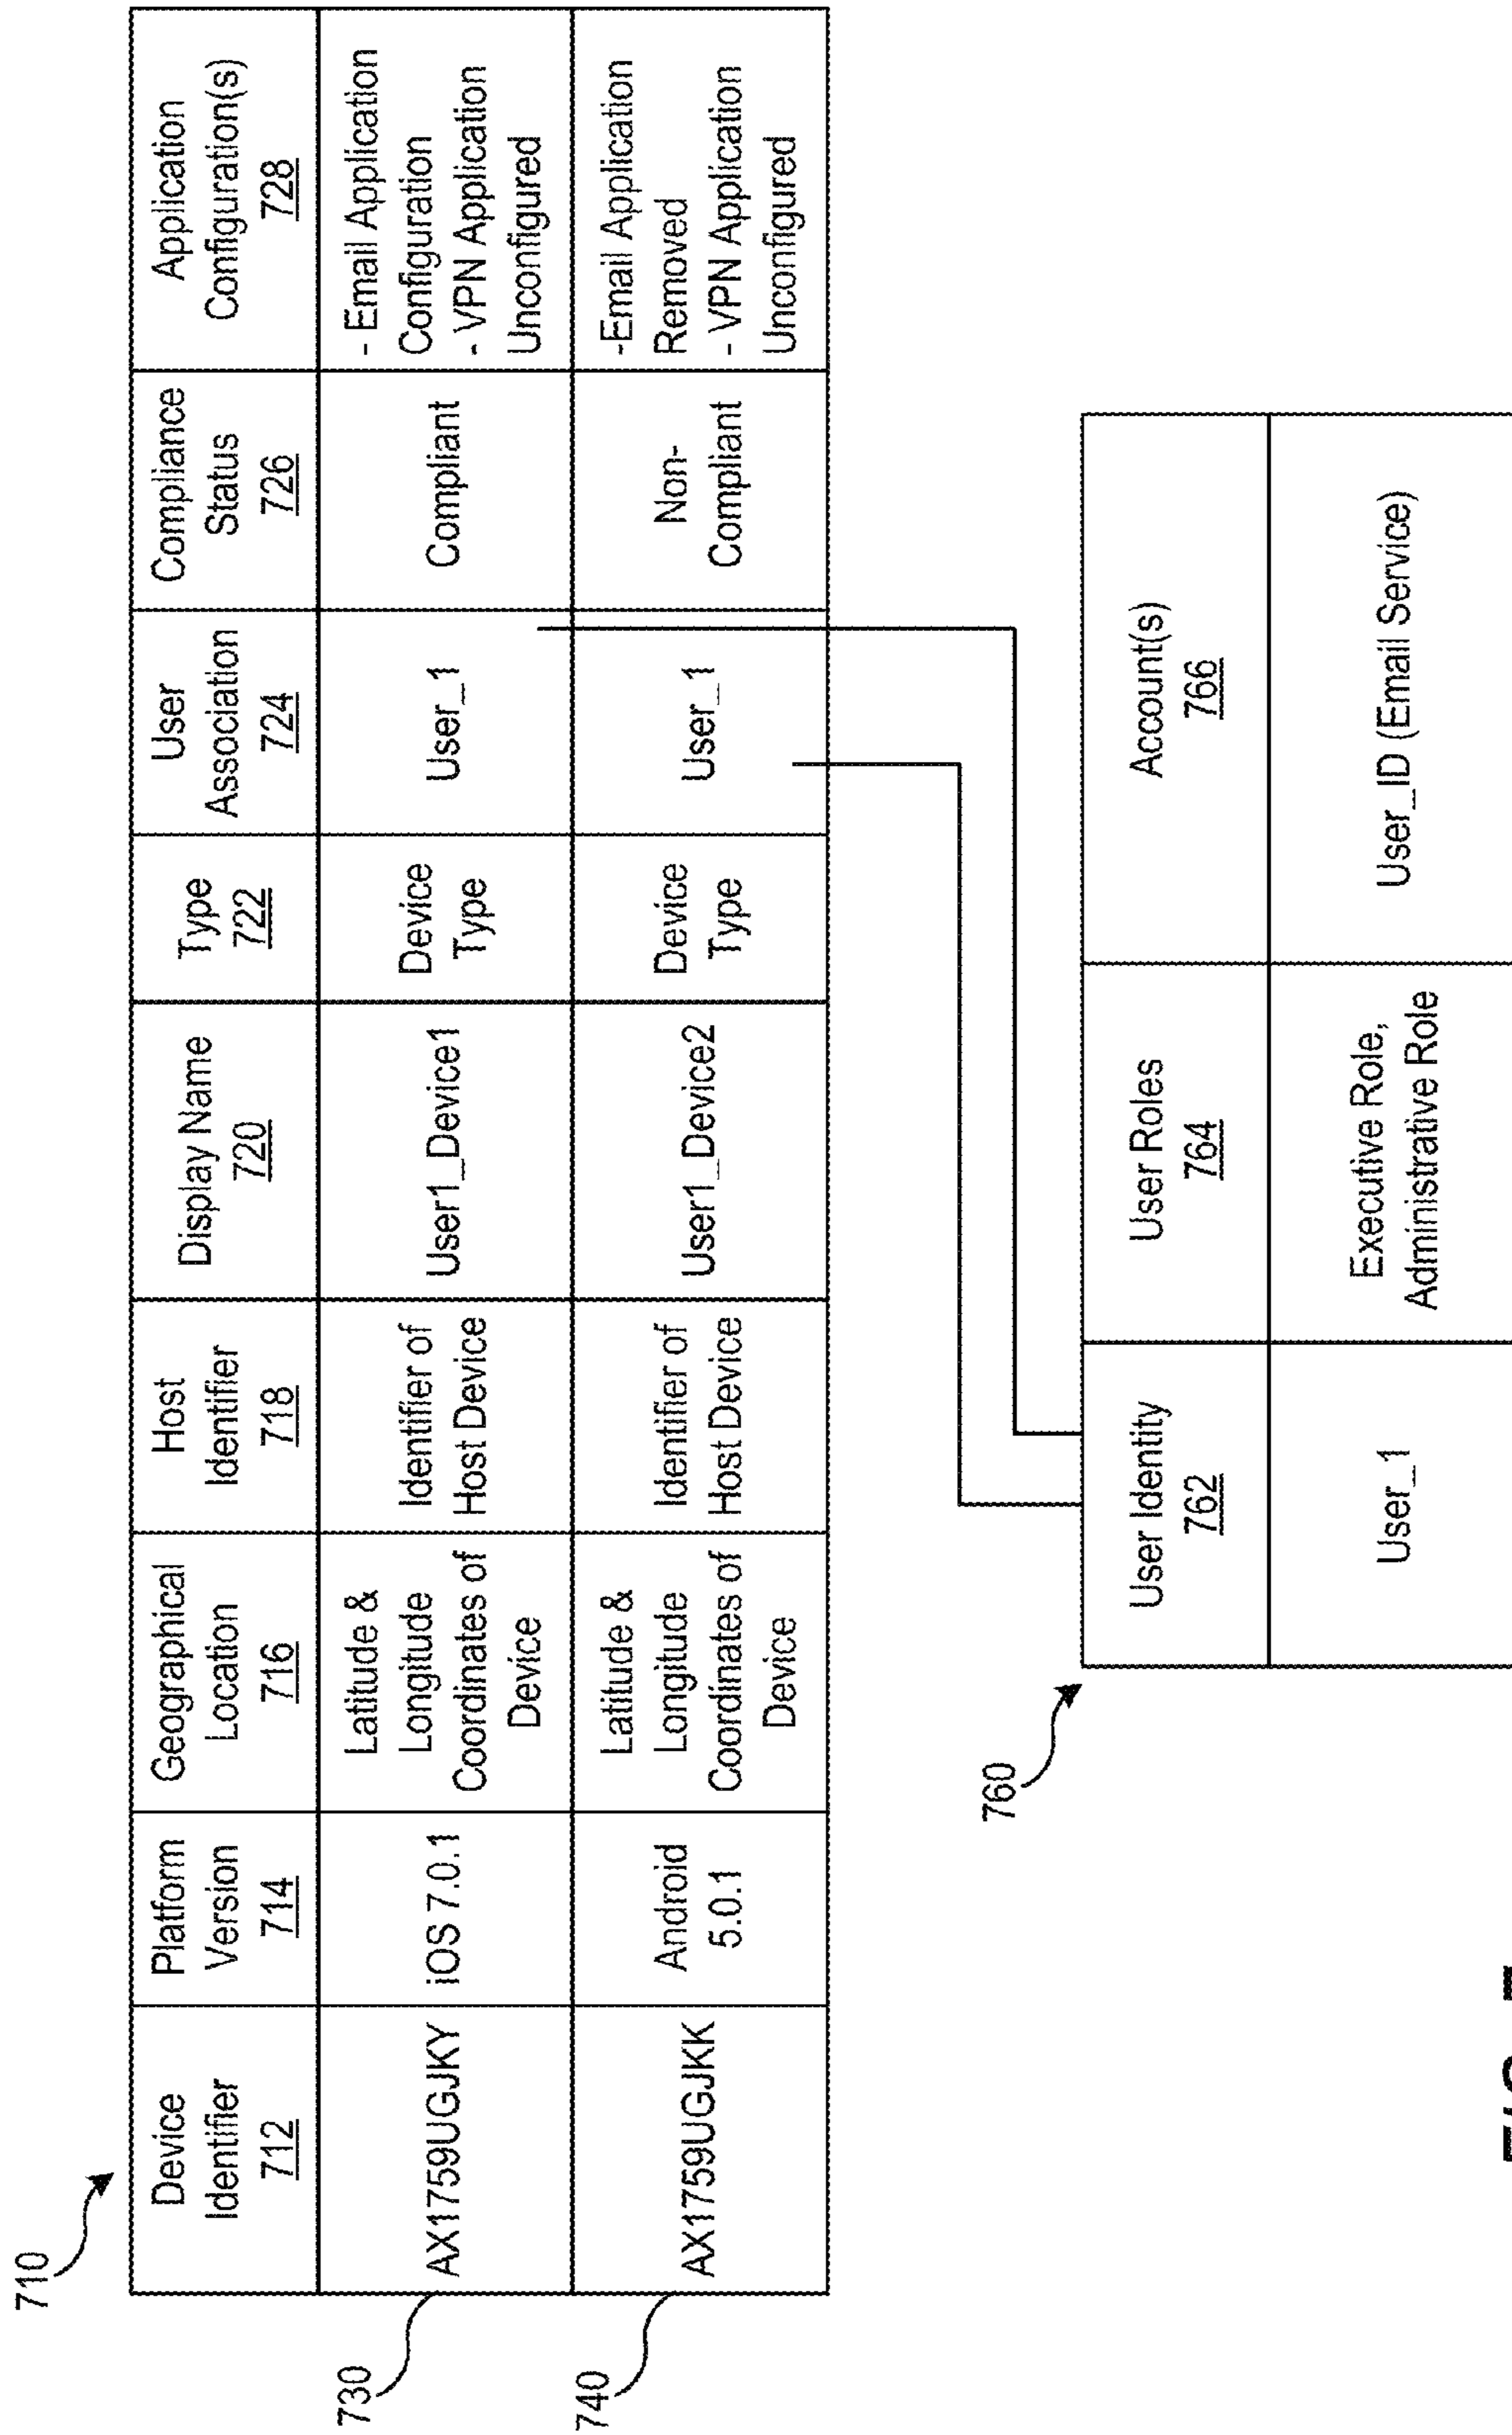 710
Device
Identifier
712
Platform
Version
714
Geographical
Location
716
Host
Identifier
718
Display Name
720
Type
722
User
Association
724
Compliance
Status
726
Application
Configuration(s)
728
730
AX1759UGJKY
iOS 7.0.1
Latitude &
Longitude
Coordinates of
Device
Identifier of
Host Device
User1_Device1
Device
Type
User_1
Compliant
- Email Application
Configuration
- VPN Application
Unconfigured
740
AX1759UGJKK
Android
5.0.1
Latitude &
Longitude
Coordinates of
Device
Identifier of
Host Device
User1_Device2
Device
Type
User_1
Non-
Compliant
-Email Application
Removed
- VPN Application
Unconfigured
760
User Identity
762
User Roles
764
Account(s)
766
User_1
Executive Role,
Administrative Role
User_ID (Email Service)